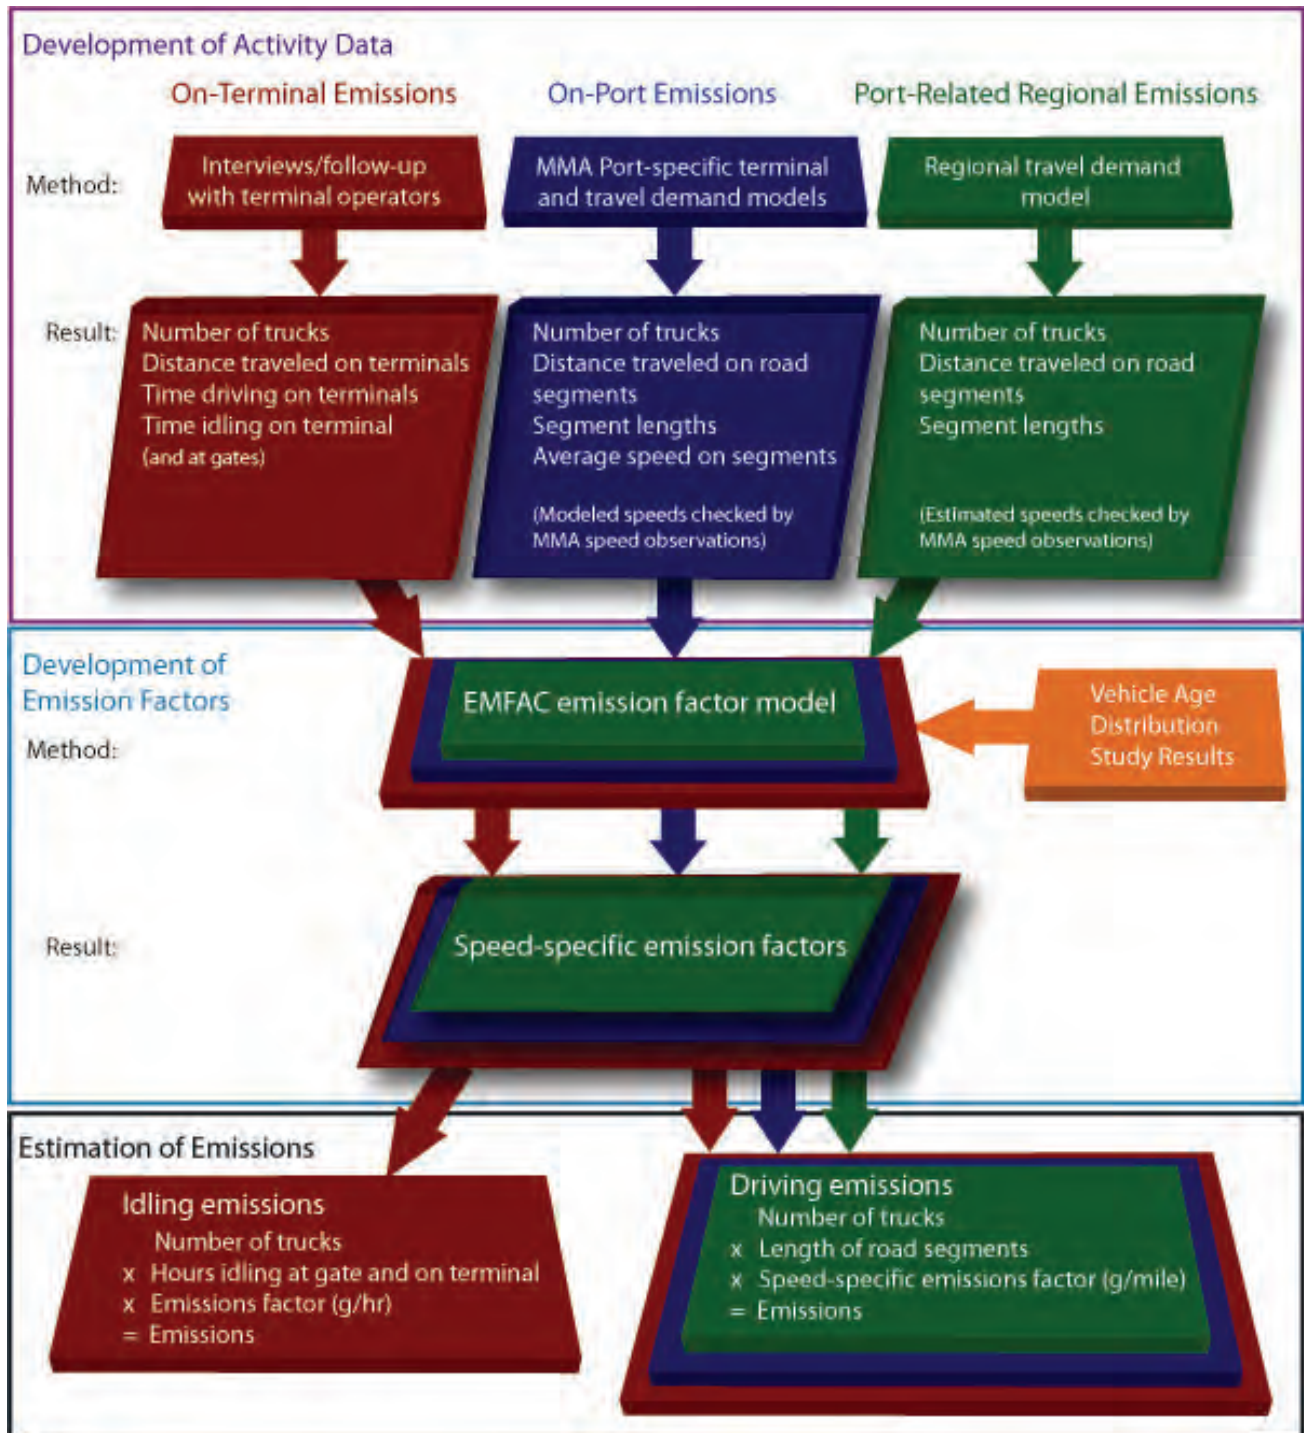 Development of Activity Data
On-Terminal Emissions
On-Port Emissions
Port-Related Regional Emissions
Method:
Interviews/follow-up
with terminal operators
MMA Port-specific terminal
and travel demand models
Regional travel demand
model
Result:
Number of trucks
Distance traveled on terminals
Time driving on terminals
Time idling on terminal
(and at gates)
Number of trucks
Distance traveled on road
segments
Segment lengths
Average speed on segments
(Modeled speeds checked by
MMA speed observations)
Number of trucks
Distance traveled on road
segments
Segment lengths
(Estimated speeds checked by
MMA speed observations)
Development of
Emission Factors
Method:
EMFAC emission factor model
Vehicle Age
Distribution
Study Results
Result:
Speed-specific emission factors
Estimation of Emissions
Idling emissions
Number of trucks
x Hours idling at gate and on terminal
x Emissions factor (g/hr)
= Emissions
Driving emissions
Number of trucks
x Length of road segments
x Speed-specific emissions factor (g/mile)
= Emissions